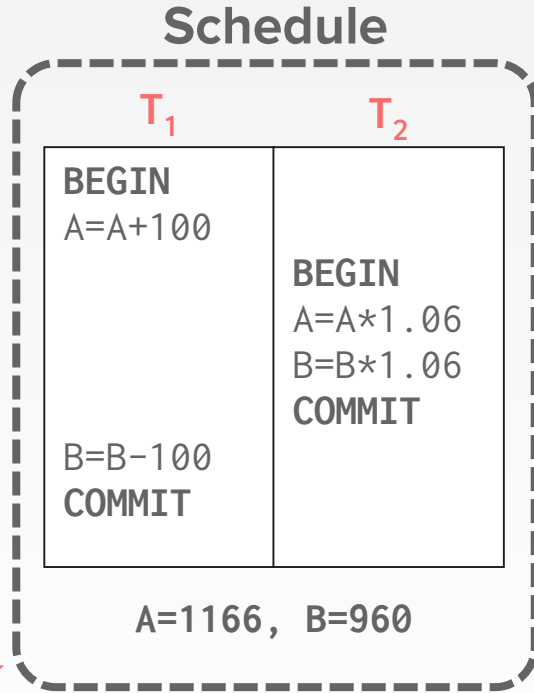 Schedule
T₁ T₂
BEGIN
A=A+100
BEGIN
A=A*1.06
B=B*1.06
COMMIT
B=B-100
COMMIT
A=1166, B=960